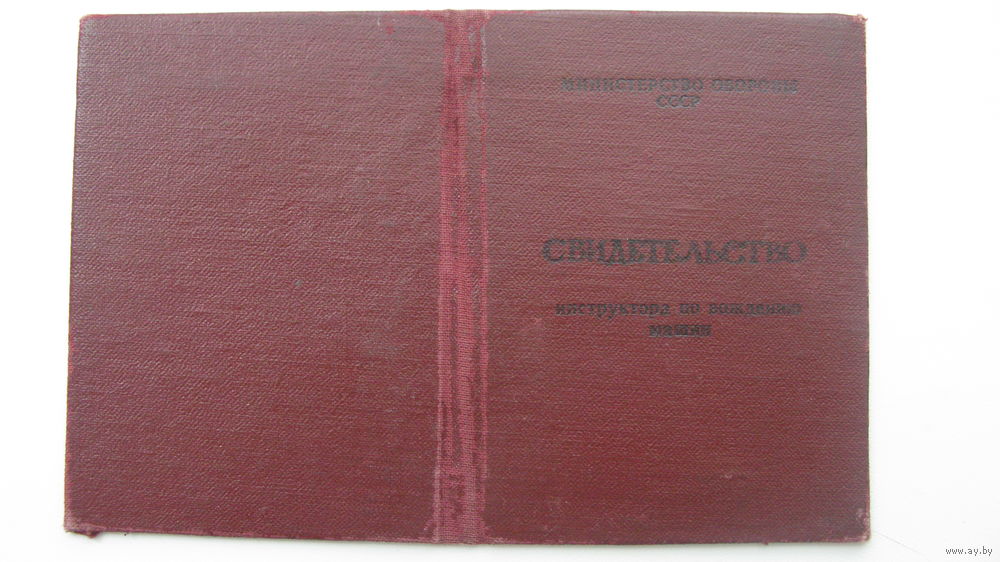 МИНИСТЕРСТВО ОБОРОНЫ
СССР
СВИДЕТЕЛЬСТВО
инструктора по вождению
машин
www.ay.by